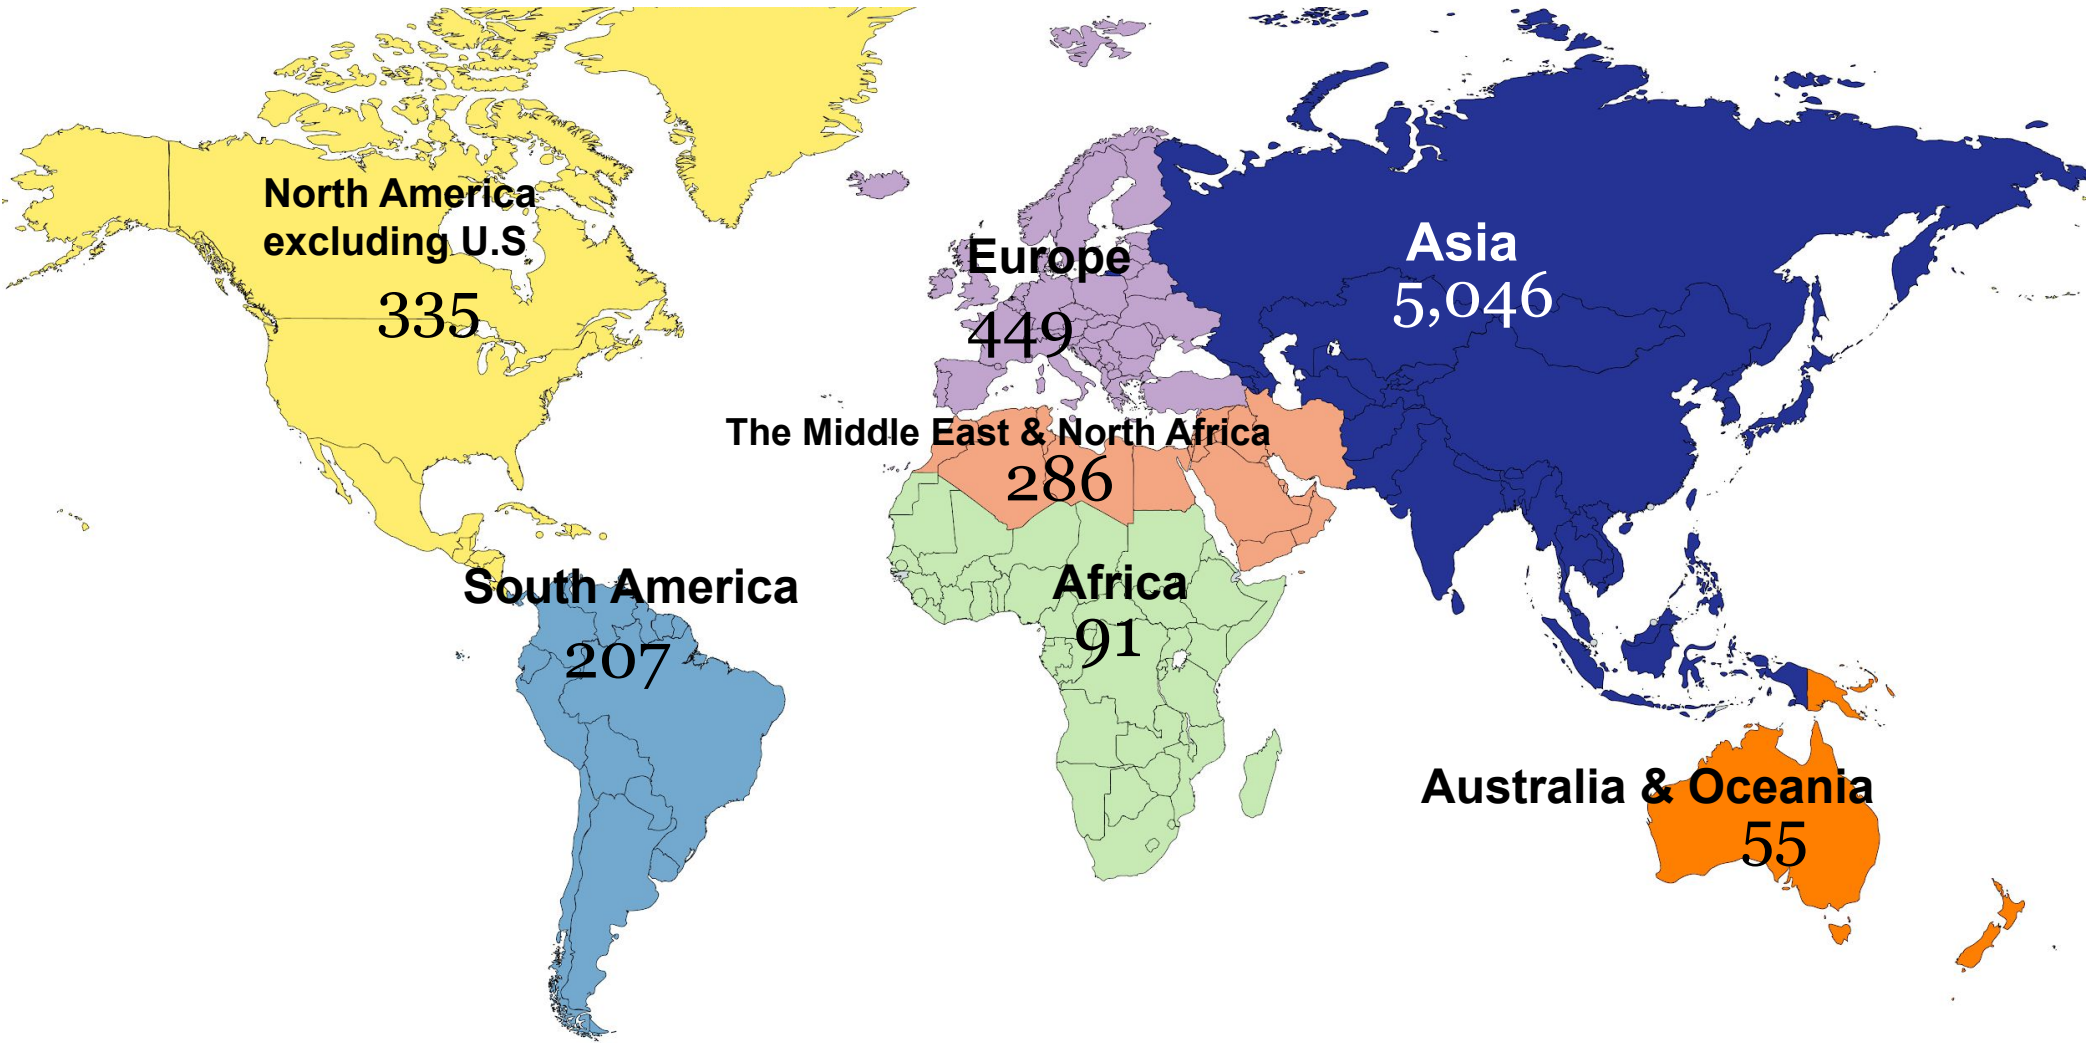 North America
excluding U.S
335
Europe
449
Asia
5,046
The Middle East & North Africa
286
South America
207
Africa
91
Australia & Oceania
55